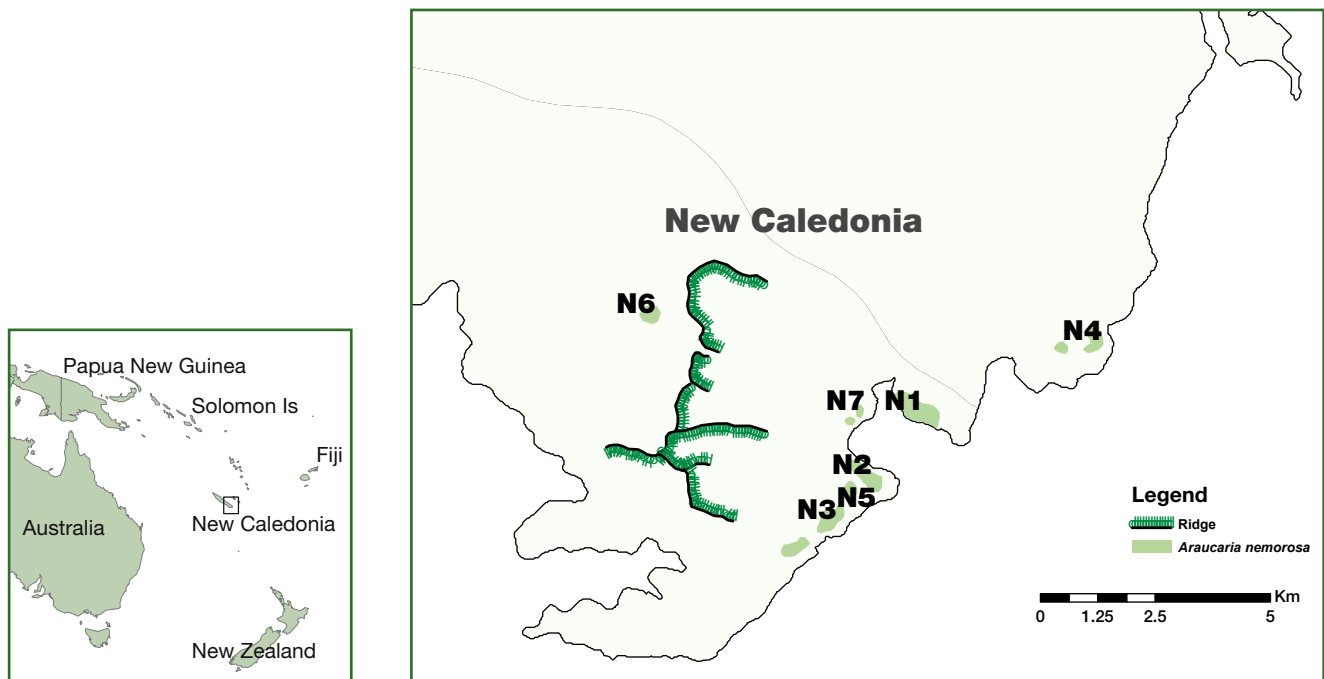 Papua New Guinea
Solomon Is
Fiji
New Caledonia
Australia
New Zealand
New Caledonia
N6
N4
N7
N1
N2
N5
N3
Legend
Ridge
Araucaria nemorosa
Km
0 1.25 2.5 5